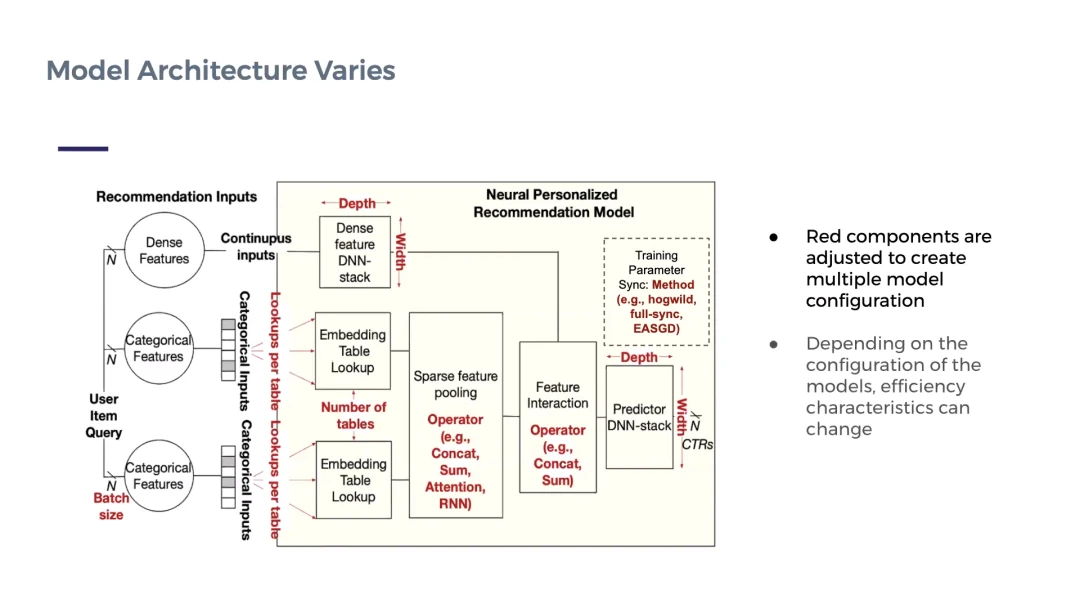 Model Architecture Varies
Recommendation Inputs
Neural Personalized
Recommendation Model
Dense
Features
N
Continupus
inputs
Depth
Width
Dense
feature
DNN-
stack
Training
Parameter
Sync: Method
(e.g., hogwild,
full-sync,
EASGD)
Categorical
Features
N
Categorical Inputs
Lookups per table
Embedding
Table
Lookup
Number of
tables
User
Item
Query
Categorical
Features
N
Batch
size
Categorical Inputs
Lookups per table
Embedding
Table
Lookup
Sparse feature
pooling
Operator
(e.g.,
Concat,
Sum,
Attention,
RNN)
Feature
Interaction
Operator
(e.g.,
Concat,
Sum)
Depth
Width
Predictor
DNN-stack
N
CTRs
● Red components are
adjusted to create
multiple model
configuration
● Depending on the
configuration of the
models, efficiency
characteristics can
change